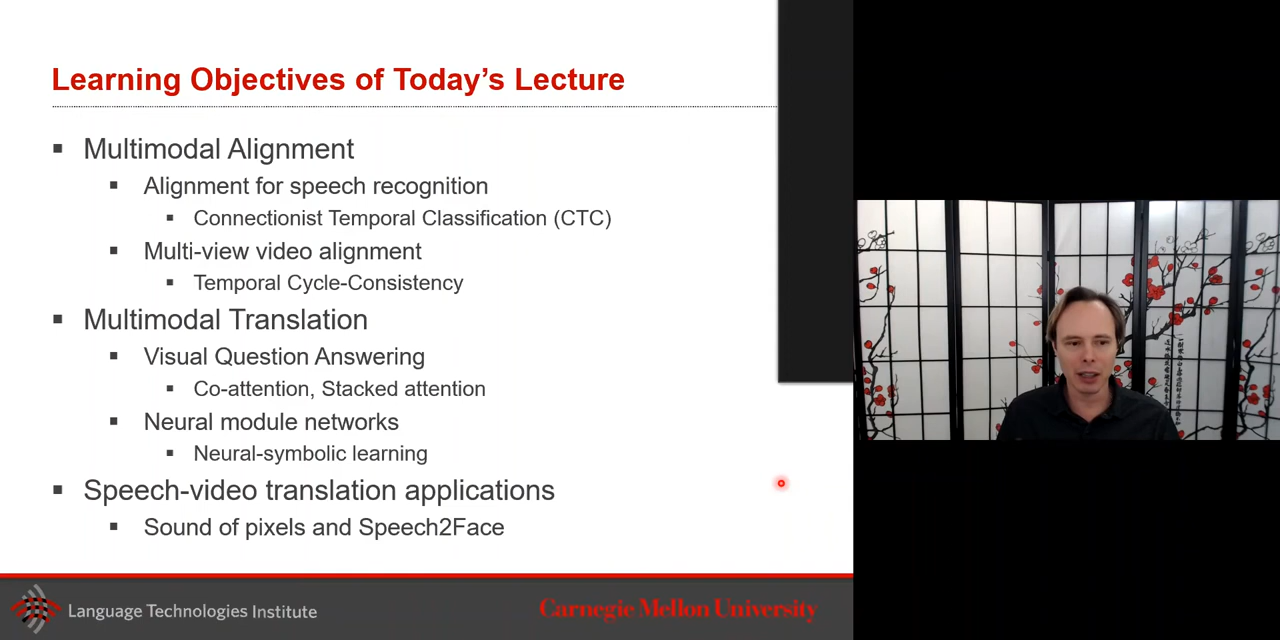 Learning Objectives of Today's Lecture
Multimodal Alignment
Alignment for speech recognition
Connectionist Temporal Classification (CTC)
Multi-view video alignment
Temporal Cycle-Consistency
Multimodal Translation
Visual Question Answering
Co-attention, Stacked attention
Neural module networks
Neural-symbolic learning
Speech-video translation applications
Sound of pixels and Speech2Face
Language Technologies Institute
Carnegie Mellon University